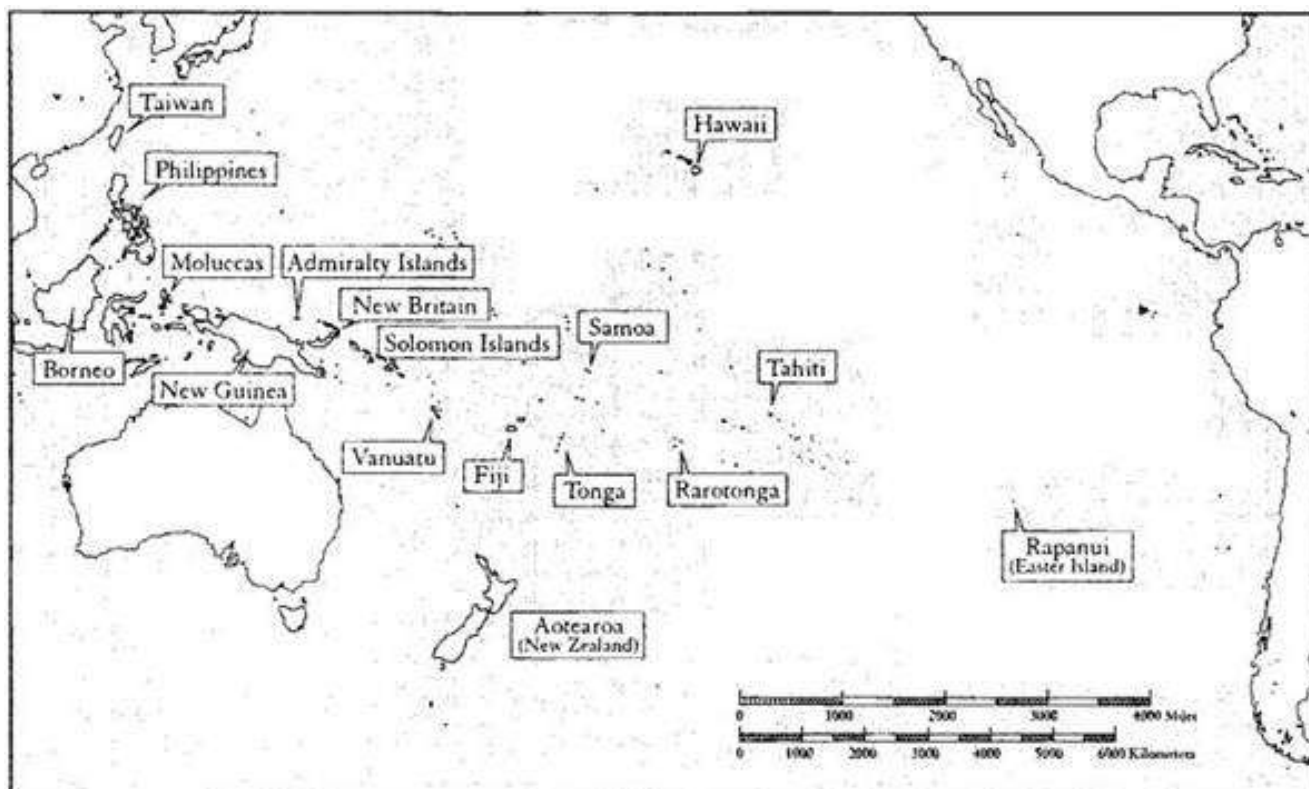 Taiwan
Hawaii
Philippines
Moluccas
Admiralty Islands
New Britain
Solomon Islands
Samoa
Borneo
New Guinea
Tahiti
Vanuatu
Fiji
Tonga
Rarotonga
Rapanui
(Easter Island)
Aotearoa
(New Zealand)
0 1000 2000 3000 4000 Miles
0 1000 2000 3000 4000 5000 6000 Kilometers